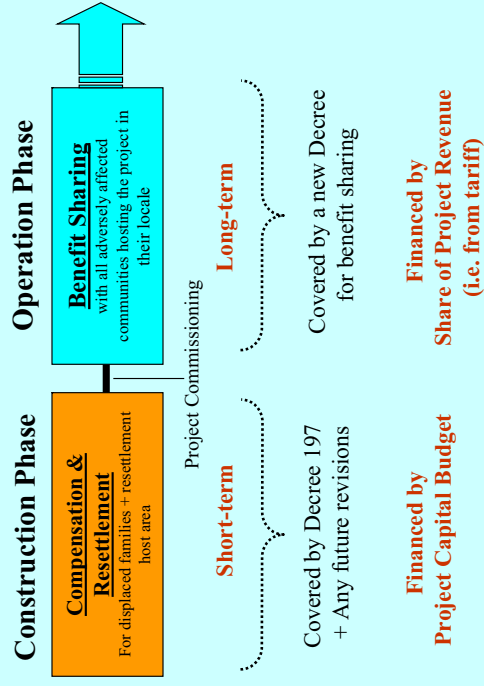 Construction Phase
Operation Phase
Compensation &
Resettlement
For displaced families + resettlement
host area
Benefit Sharing
with all adversely affected
communities hosting the project in
their locale
Project Commissioning
Short-term
Long-term
Covered by Decree 197
+ Any future revisions
Covered by a new Decree
for benefit sharing
Financed by
Project Capital Budget
Financed by
Share of Project Revenue
(i.e. from tariff)